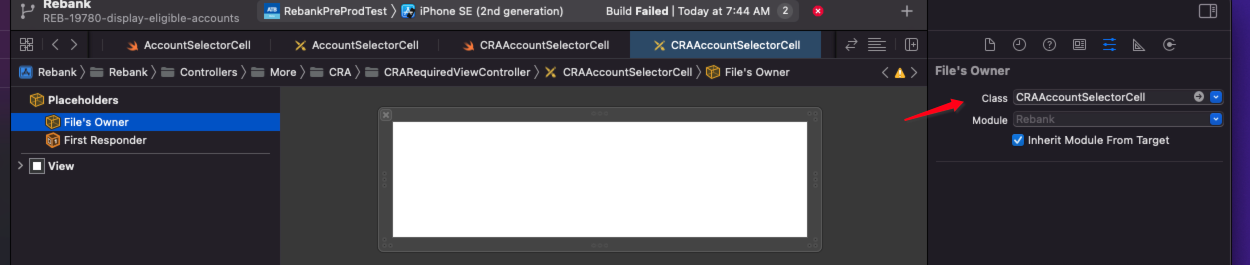 Rebank
REB-19708-display-eligible-accounts
RebankPreProdTest 〉 iPhone SE (2nd generation) Build Failed | Today at 7:44 AM 2
AccountSelectorCell AccountSelectorCell CRAAccountSelectorCell CRAAccountSelectorCell
Rebank 〉 Rebank 〉 Controllers 〉 More 〉 CRA 〉 CRARequiredViewController 〉 CRAAccountSelectorCell 〉 File's Owner
Placeholders
File's Owner
First Responder
View
File's Owner
Class CRAAccountSelectorCell
Module Rebank
Inherit Module From Target